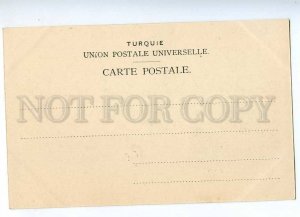 TURQUIE
UNION POSTALE UNIVERSELLE.
CARTE POSTALE.
NOT FOR COPY